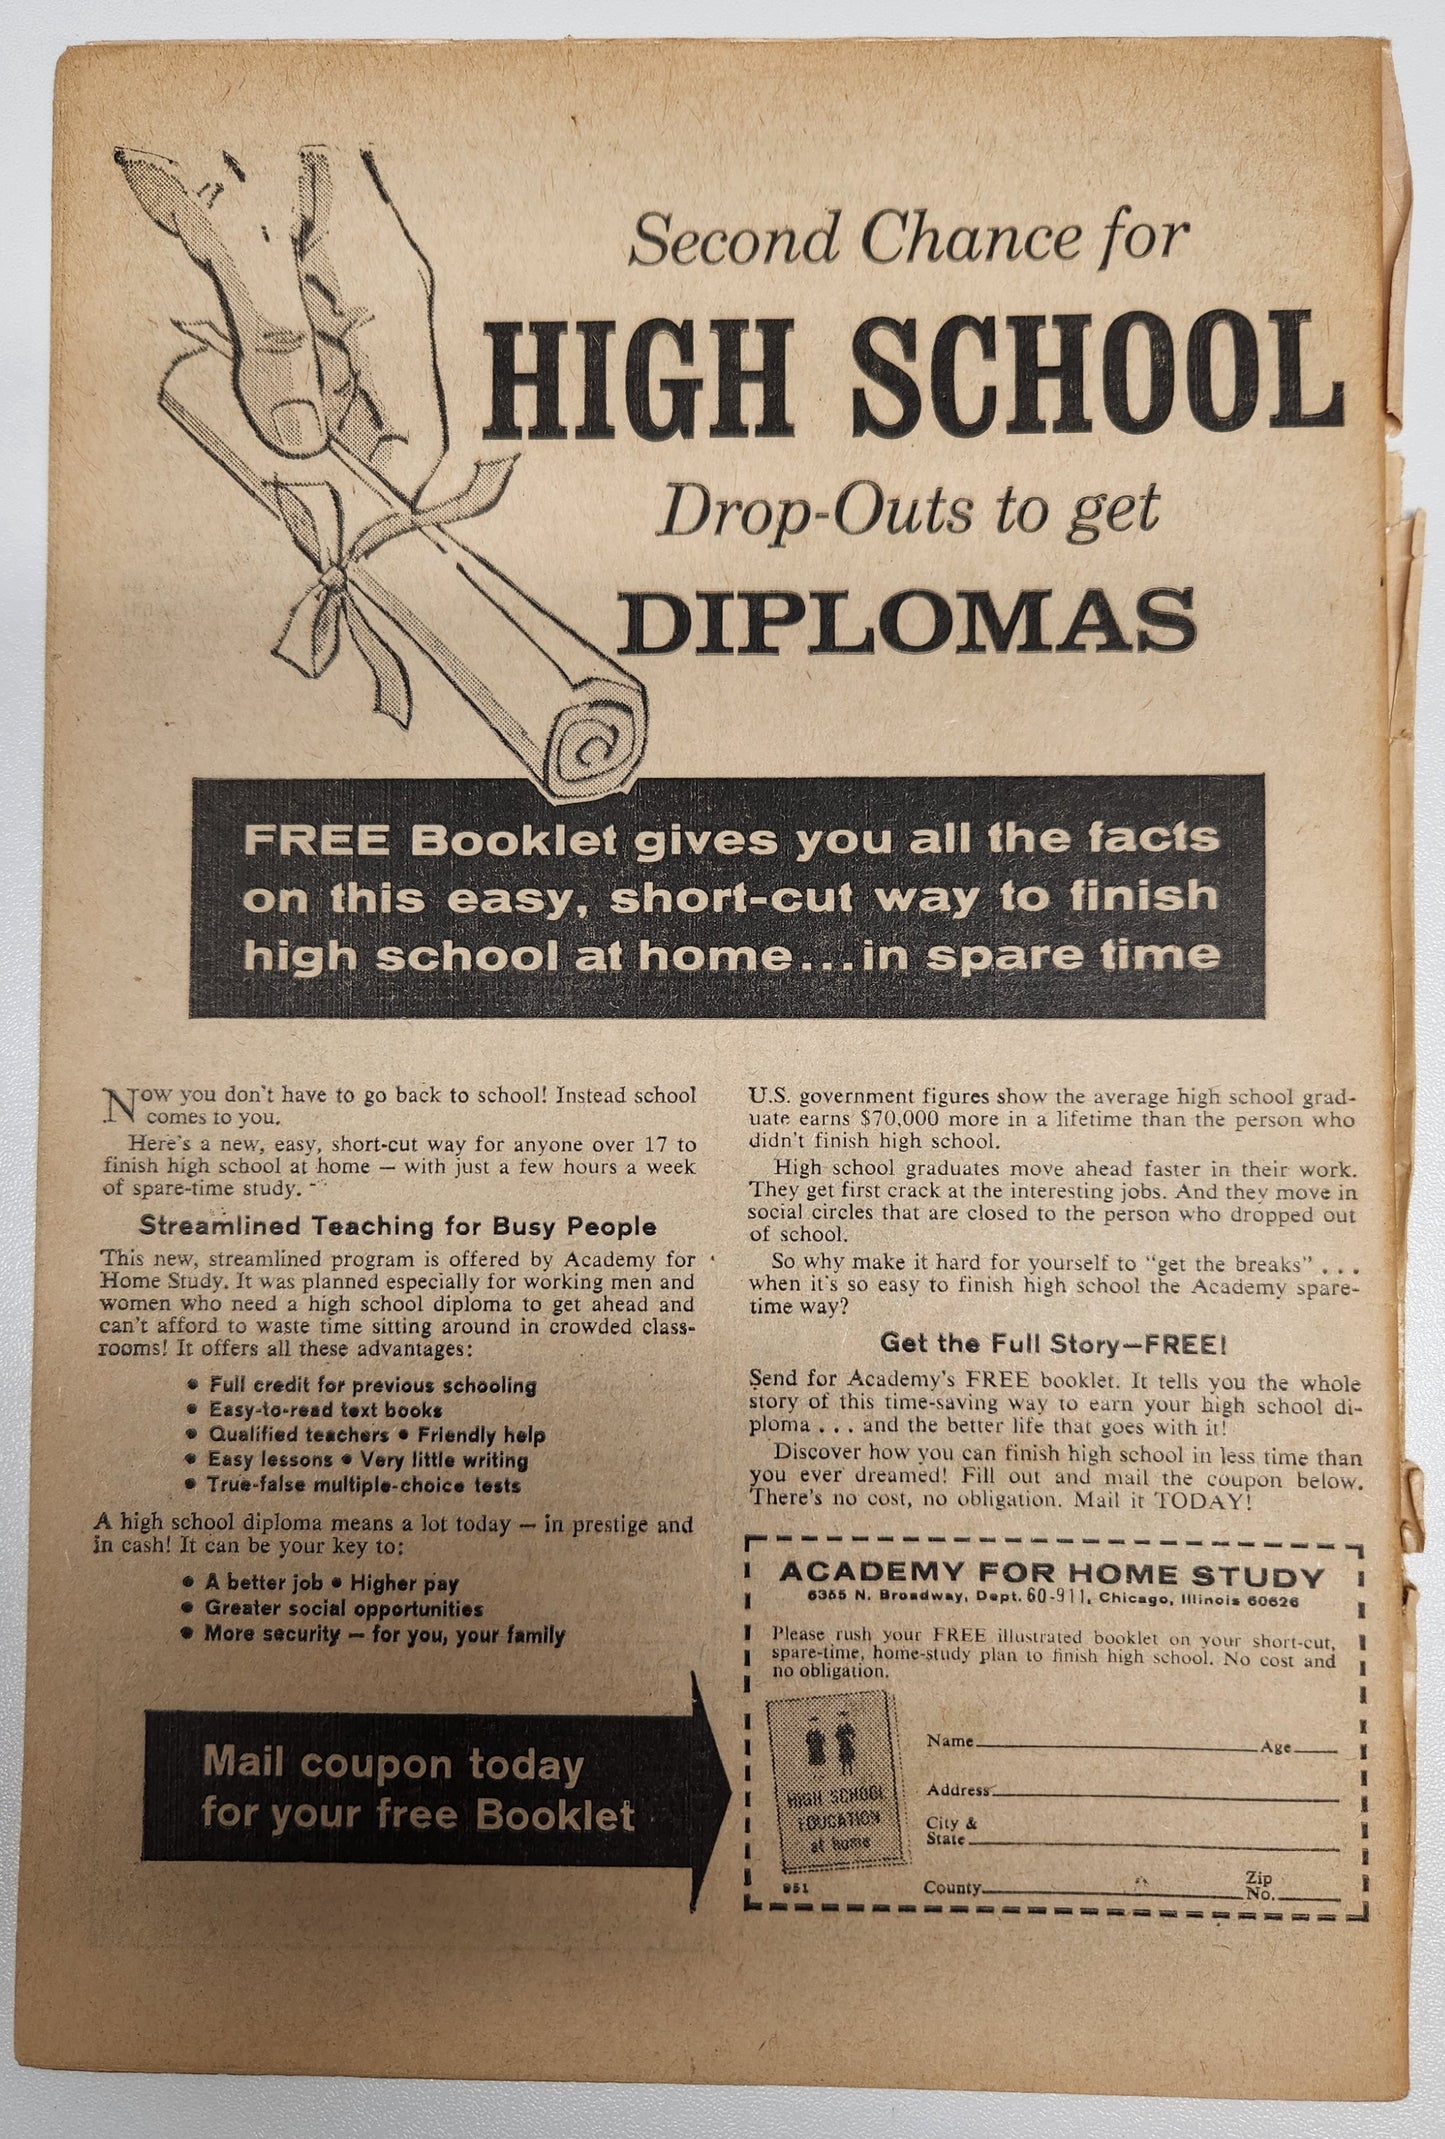 Second Chance for
HIGH SCHOOL
Drop-Outs to get
DIPLOMAS
FREE Booklet gives you all the facts
on this easy, short-cut way to finish
high school at home...in spare time
Now you don't have to go back to school! Instead school
comes to you.
Here's a new, easy, short-cut way for anyone over 17 to
finish high school at home — with just a few hours a week
of spare-time study.
Streamlined Teaching for Busy People
This new, streamlined program is offered by Academy for
Home Study. It was planned especially for working men and
women who need a high school diploma to get ahead and
can't afford to waste time sitting around in crowded class-
rooms! It offers all these advantages:
• Full credit for previous schooling
• Easy-to-read text books
• Qualified teachers • Friendly help
• Easy lessons • Very little writing
• True-false multiple-choice tests
A high school diploma means a lot today — in prestige and
in cash! It can be your key to:
• A better job • Higher pay
• Greater social opportunities
• More security — for you, your family
Mail coupon today
for your free Booklet
U.S. government figures show the average high school grad-
uate earns $70,000 more in a lifetime than the person who
didn't finish high school.
High school graduates move ahead faster in their work.
They get first crack at the interesting jobs. And they move in
social circles that are closed to the person who dropped out
of school.
So why make it hard for yourself to "get the breaks" . . .
when it's so easy to finish high school the Academy spare-
time way?
Get the Full Story—FREE!
Send for Academy's FREE booklet. It tells you the whole
story of this time-saving way to earn your high school di-
ploma . . . and the better life that goes with it!
Discover how you can finish high school in less time than
you ever dreamed! Fill out and mail the coupon below.
There's no cost, no obligation. Mail it TODAY!
ACADEMY FOR HOME STUDY
6355 N. Broadway, Dept. 60-911, Chicago, Illinois 60626
Please rush your FREE illustrated booklet on your short-cut,
spare-time, home-study plan to finish high school. No cost and
no obligation.
HIGH SCHOOL
EDUCATION
at home
951
Name Age
Address
City &
State
County Zip
No.